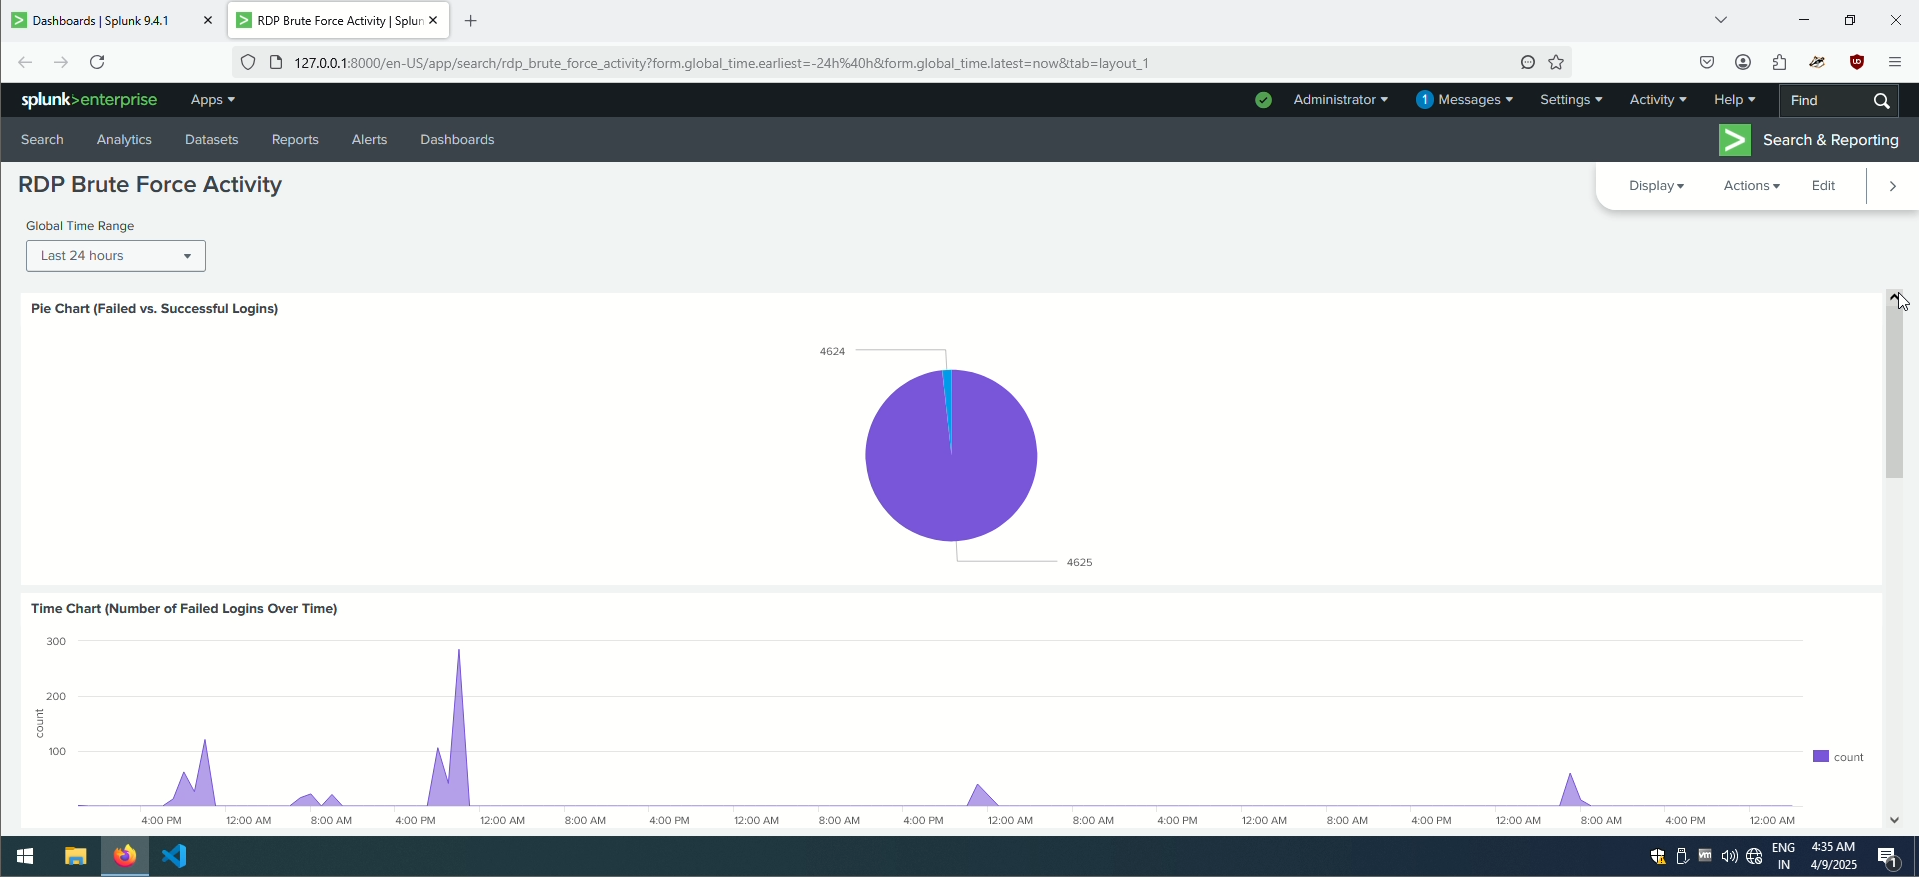 Dashboards | Splunk 9.4.1
RDP Brute Force Activity | Splun
127.0.0.1:8000/en-US/app/search/rdp_brute_force_activity?form.global_time.earliest=-24h%40h&form.global_time.latest=now&tab=layout_1
splunk>enterprise Apps Administrator 1 Messages Settings Activity Help Find
Search Analytics Datasets Reports Alerts Dashboards Search & Reporting
RDP Brute Force Activity
Display Actions Edit
Global Time Range
Last 24 hours
Pie Chart (Failed vs. Successful Logins)
4624
4625
Time Chart (Number of Failed Logins Over Time)
300
200
100
count
count
4:00 PM 12:00 AM 8:00 AM 4:00 PM 12:00 AM 8:00 AM 4:00 PM 12:00 AM 8:00 AM 4:00 PM 12:00 AM 8:00 AM 4:00 PM 12:00 AM 8:00 AM 4:00 PM 12:00 AM 8:00 AM 4:00 PM 12:00 AM
ENG 4:35 AM
IN 4/9/2025 1